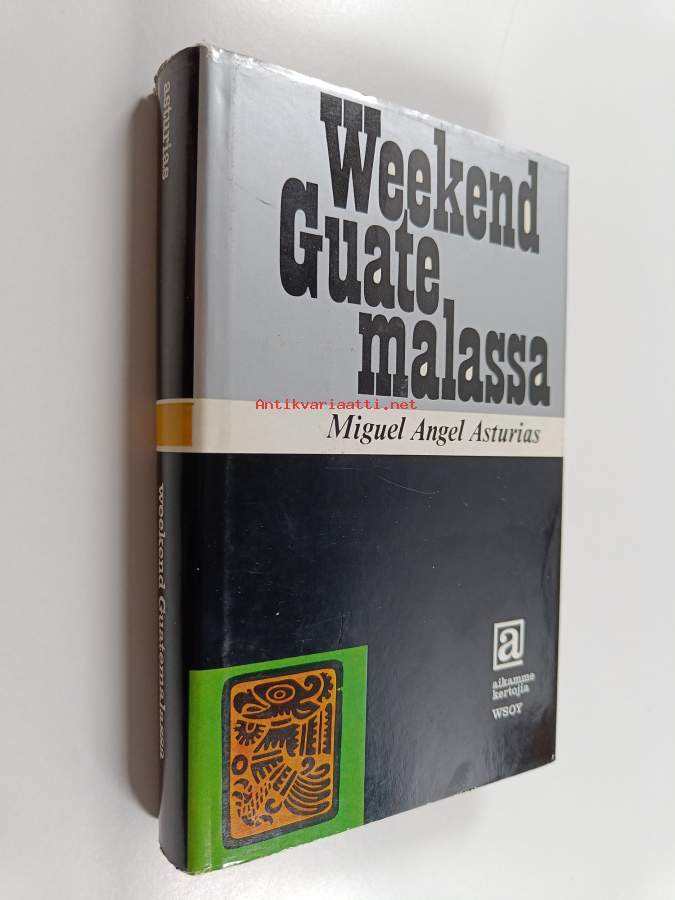 asturias
weekend Guatemalassa
Weekend
Guate
malassa
Antikvariaatti.net
Miguel Angel Asturias
a
aikamme
kertojia
WSOY